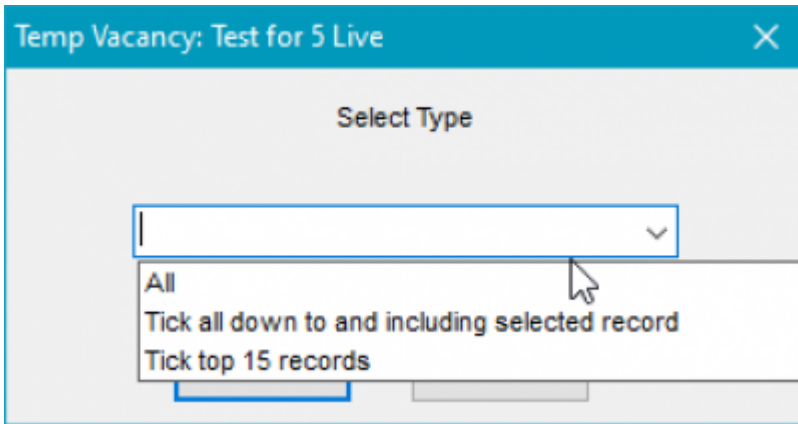 Temp Vacancy: Test for 5 Live
Select Type
All
Tick all down to and including selected record
Tick top 15 records